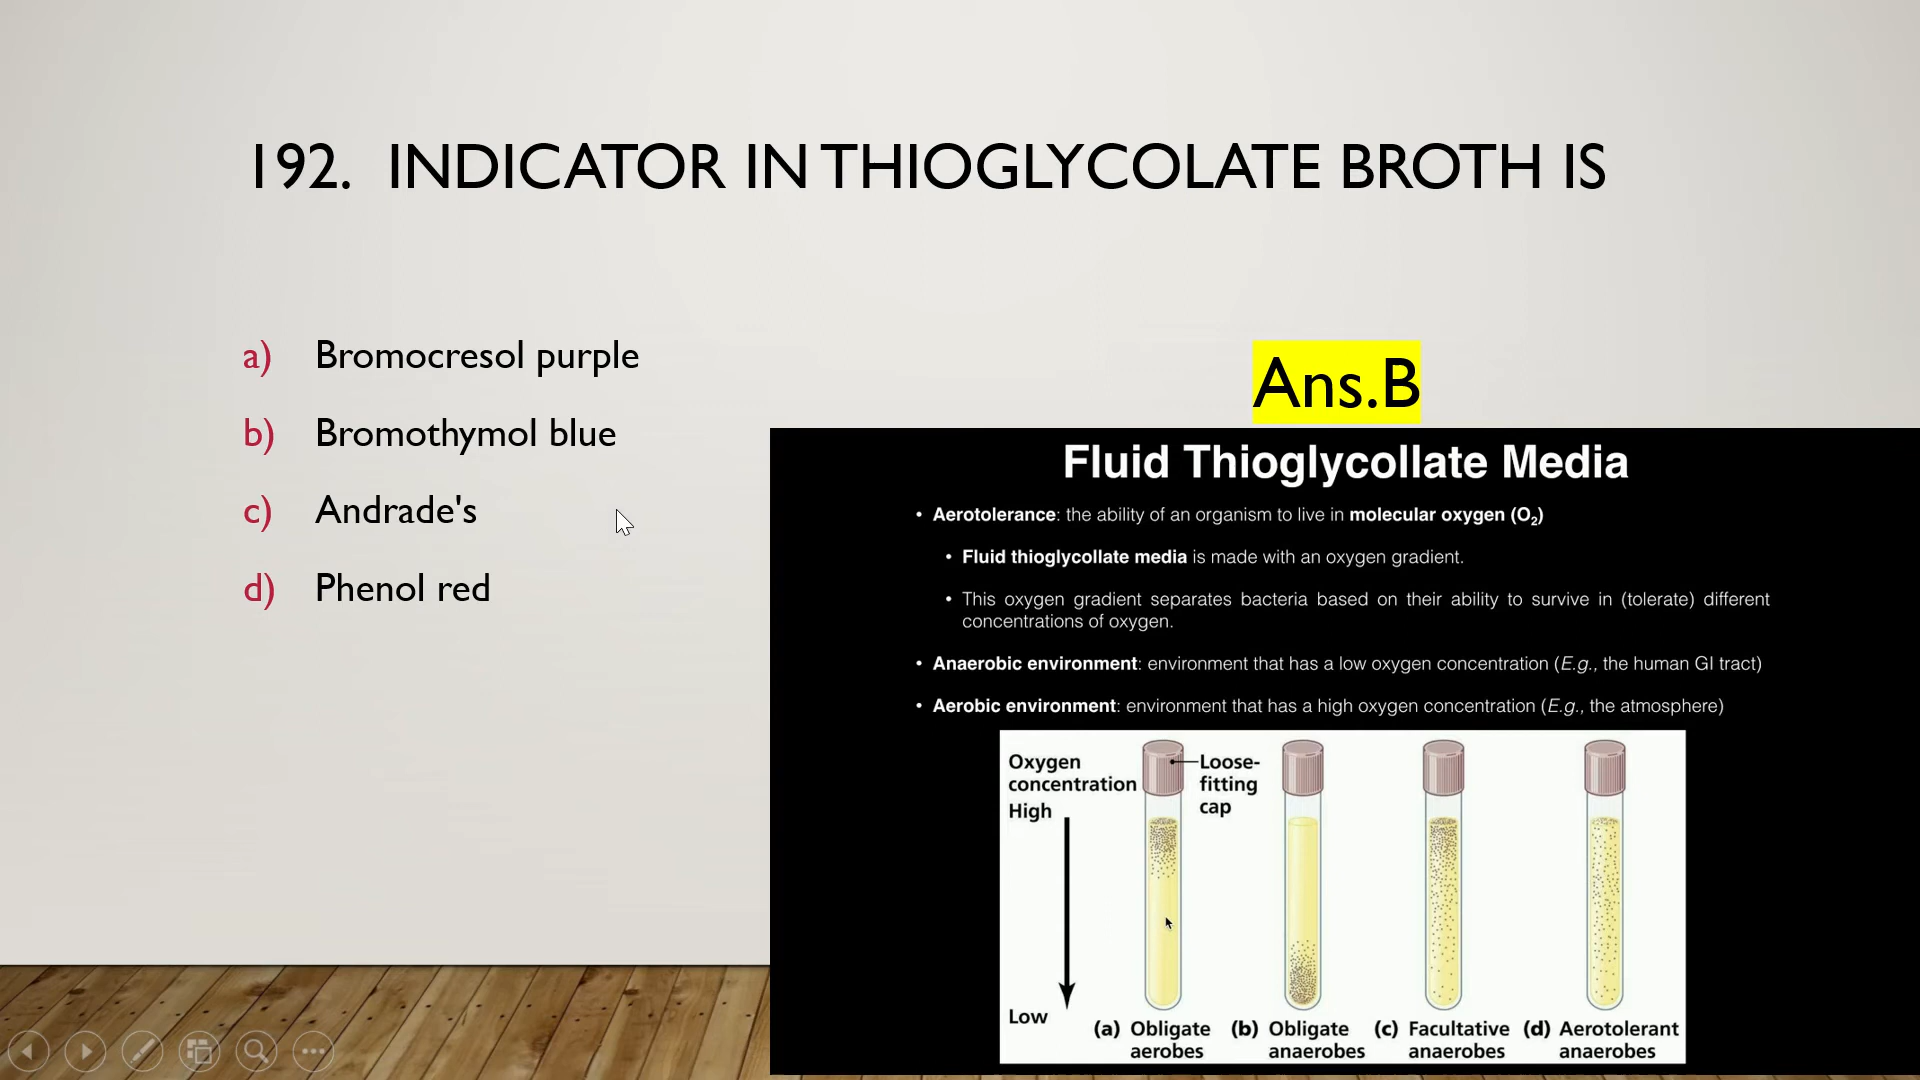 192. INDICATOR IN THIOGLYCOLATE BROTH IS
a) Bromocresol purple
b) Bromothymol blue
c) Andrade's
d) Phenol red
Ans.B
Fluid Thioglycollate Media
• Aerotolerance: the ability of an organism to live in molecular oxygen (O2)
• Fluid thioglycollate media is made with an oxygen gradient.
• This oxygen gradient separates bacteria based on their ability to survive in (tolerate) different
concentrations of oxygen.
• Anaerobic environment: environment that has a low oxygen concentration (E.g., the human GI tract)
• Aerobic environment: environment that has a high oxygen concentration (E.g., the atmosphere)
Oxygen
concentration
High
Low
Loose-
fitting
cap
(a) Obligate
aerobes
(b) Obligate
anaerobes
(c) Facultative
anaerobes
(d) Aerotolerant
anaerobes